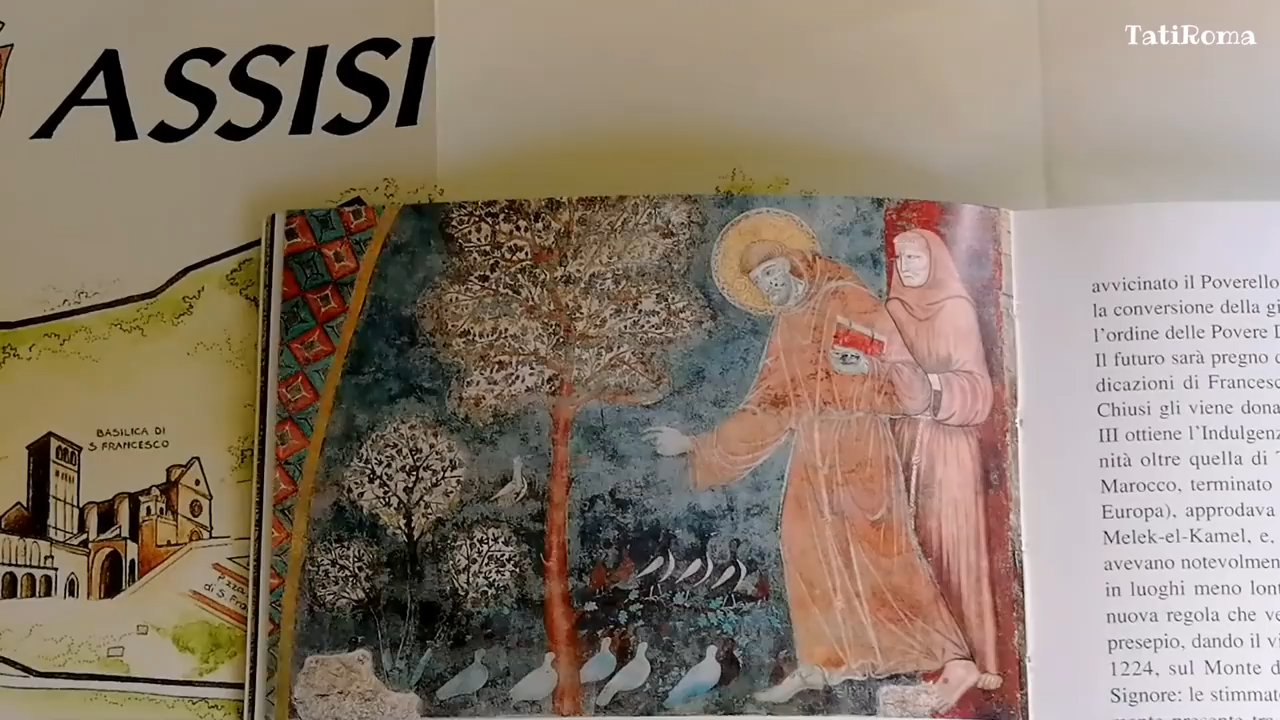 TatiRoma
ASSISI
BASILICA DI
S. FRANCESCO
di S. Fra
avvicinato il Poverello
la conversione della gi
l'ordine delle Povere
Il futuro sarà pregno
dicazioni di Francesc
Chiusi gli viene dona
III ottiene l'Indulgenz
nità oltre quella di
Marocco, terminato
Europa), approdava
Melek-el-Kamel, e,
avevano notevolmen
in luoghi meno lon
nuova regola che ve
presepio, dando il vi
1224, sul Monte d
Signore: le stimmat